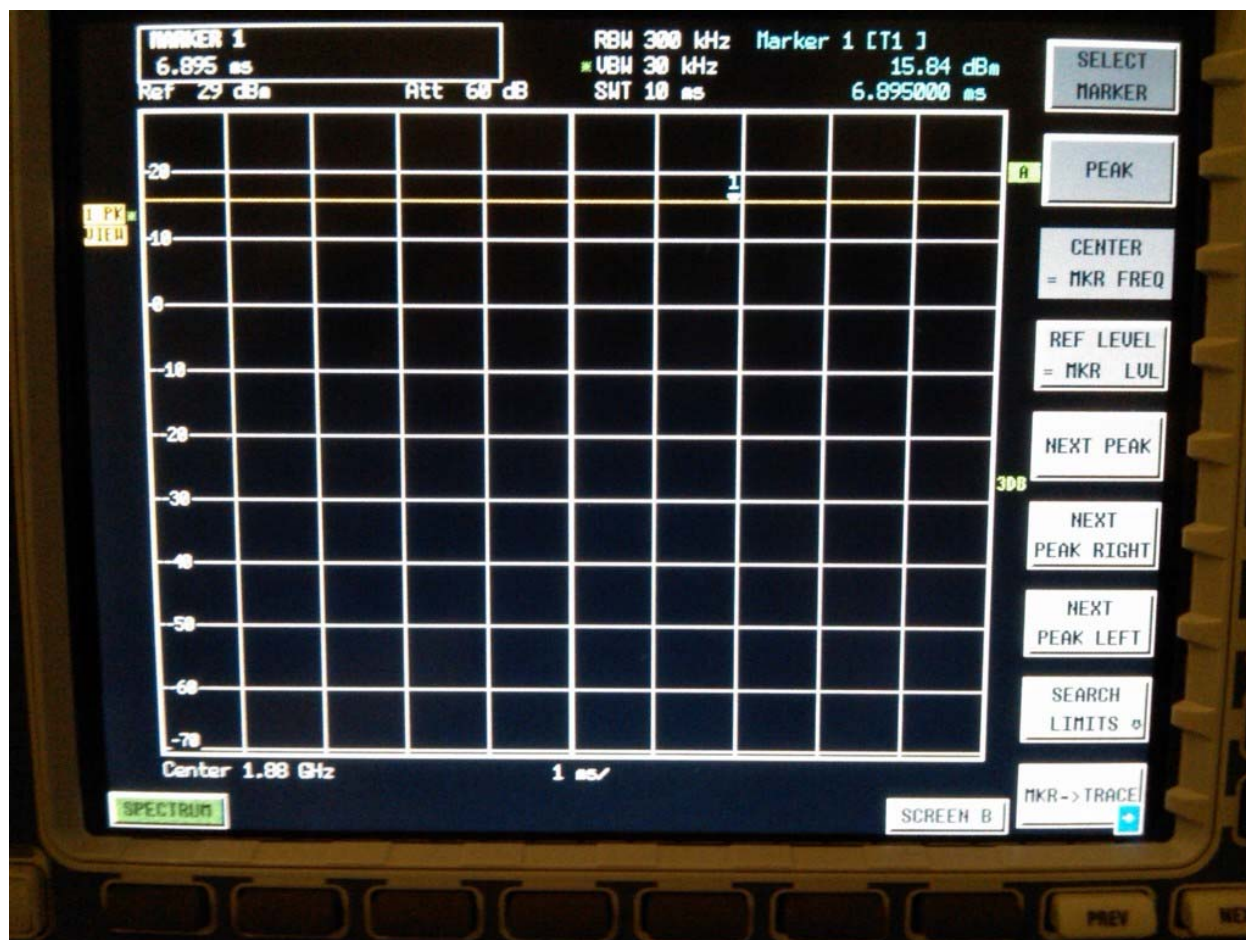 MARKER 1
6.895 ms
Ref 29 dBm
Att 60 dB
RBW 300 kHz
*VBW 30 kHz
SWT 10 ms
Marker 1 [T1 ]
15.84 dBm
6.895000 ms
SELECT
MARKER
PEAK
CENTER
= MKR FREQ
REF LEVEL
= MKR LVL
NEXT PEAK
NEXT
PEAK RIGHT
NEXT
PEAK LEFT
SEARCH
LIMITS
MKR->TRACE
1 PK*
VIEW
A
3DB
1
20
10
0
-10
-20
-30
-40
-50
-60
-70
Center 1.88 GHz
1 ms/
SPECTRUM
SCREEN B
PREV